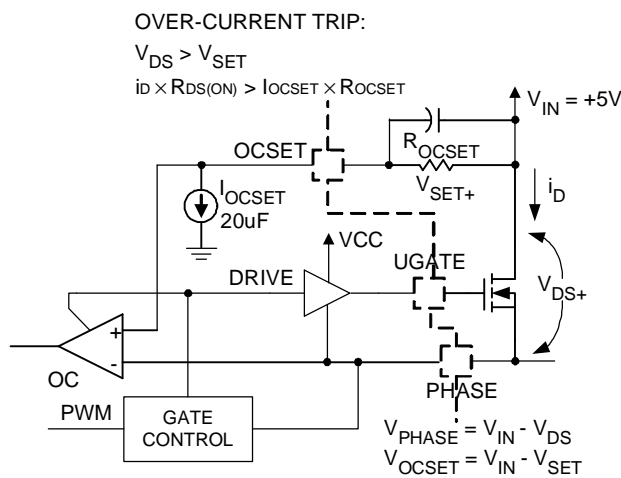 OVER-CURRENT TRIP:
VDS > VSET
iD × RDS(ON) > IOCSET × ROCSET
VIN = +5V
OCSET
ROCSET
VSET+
iD
IOCSET
20uF
VCC
UGATE
DRIVE
VDS+
+
-
OC
PHASE
PWM
GATE
CONTROL
VPHASE = VIN - VDS
VOCSET = VIN - VSET